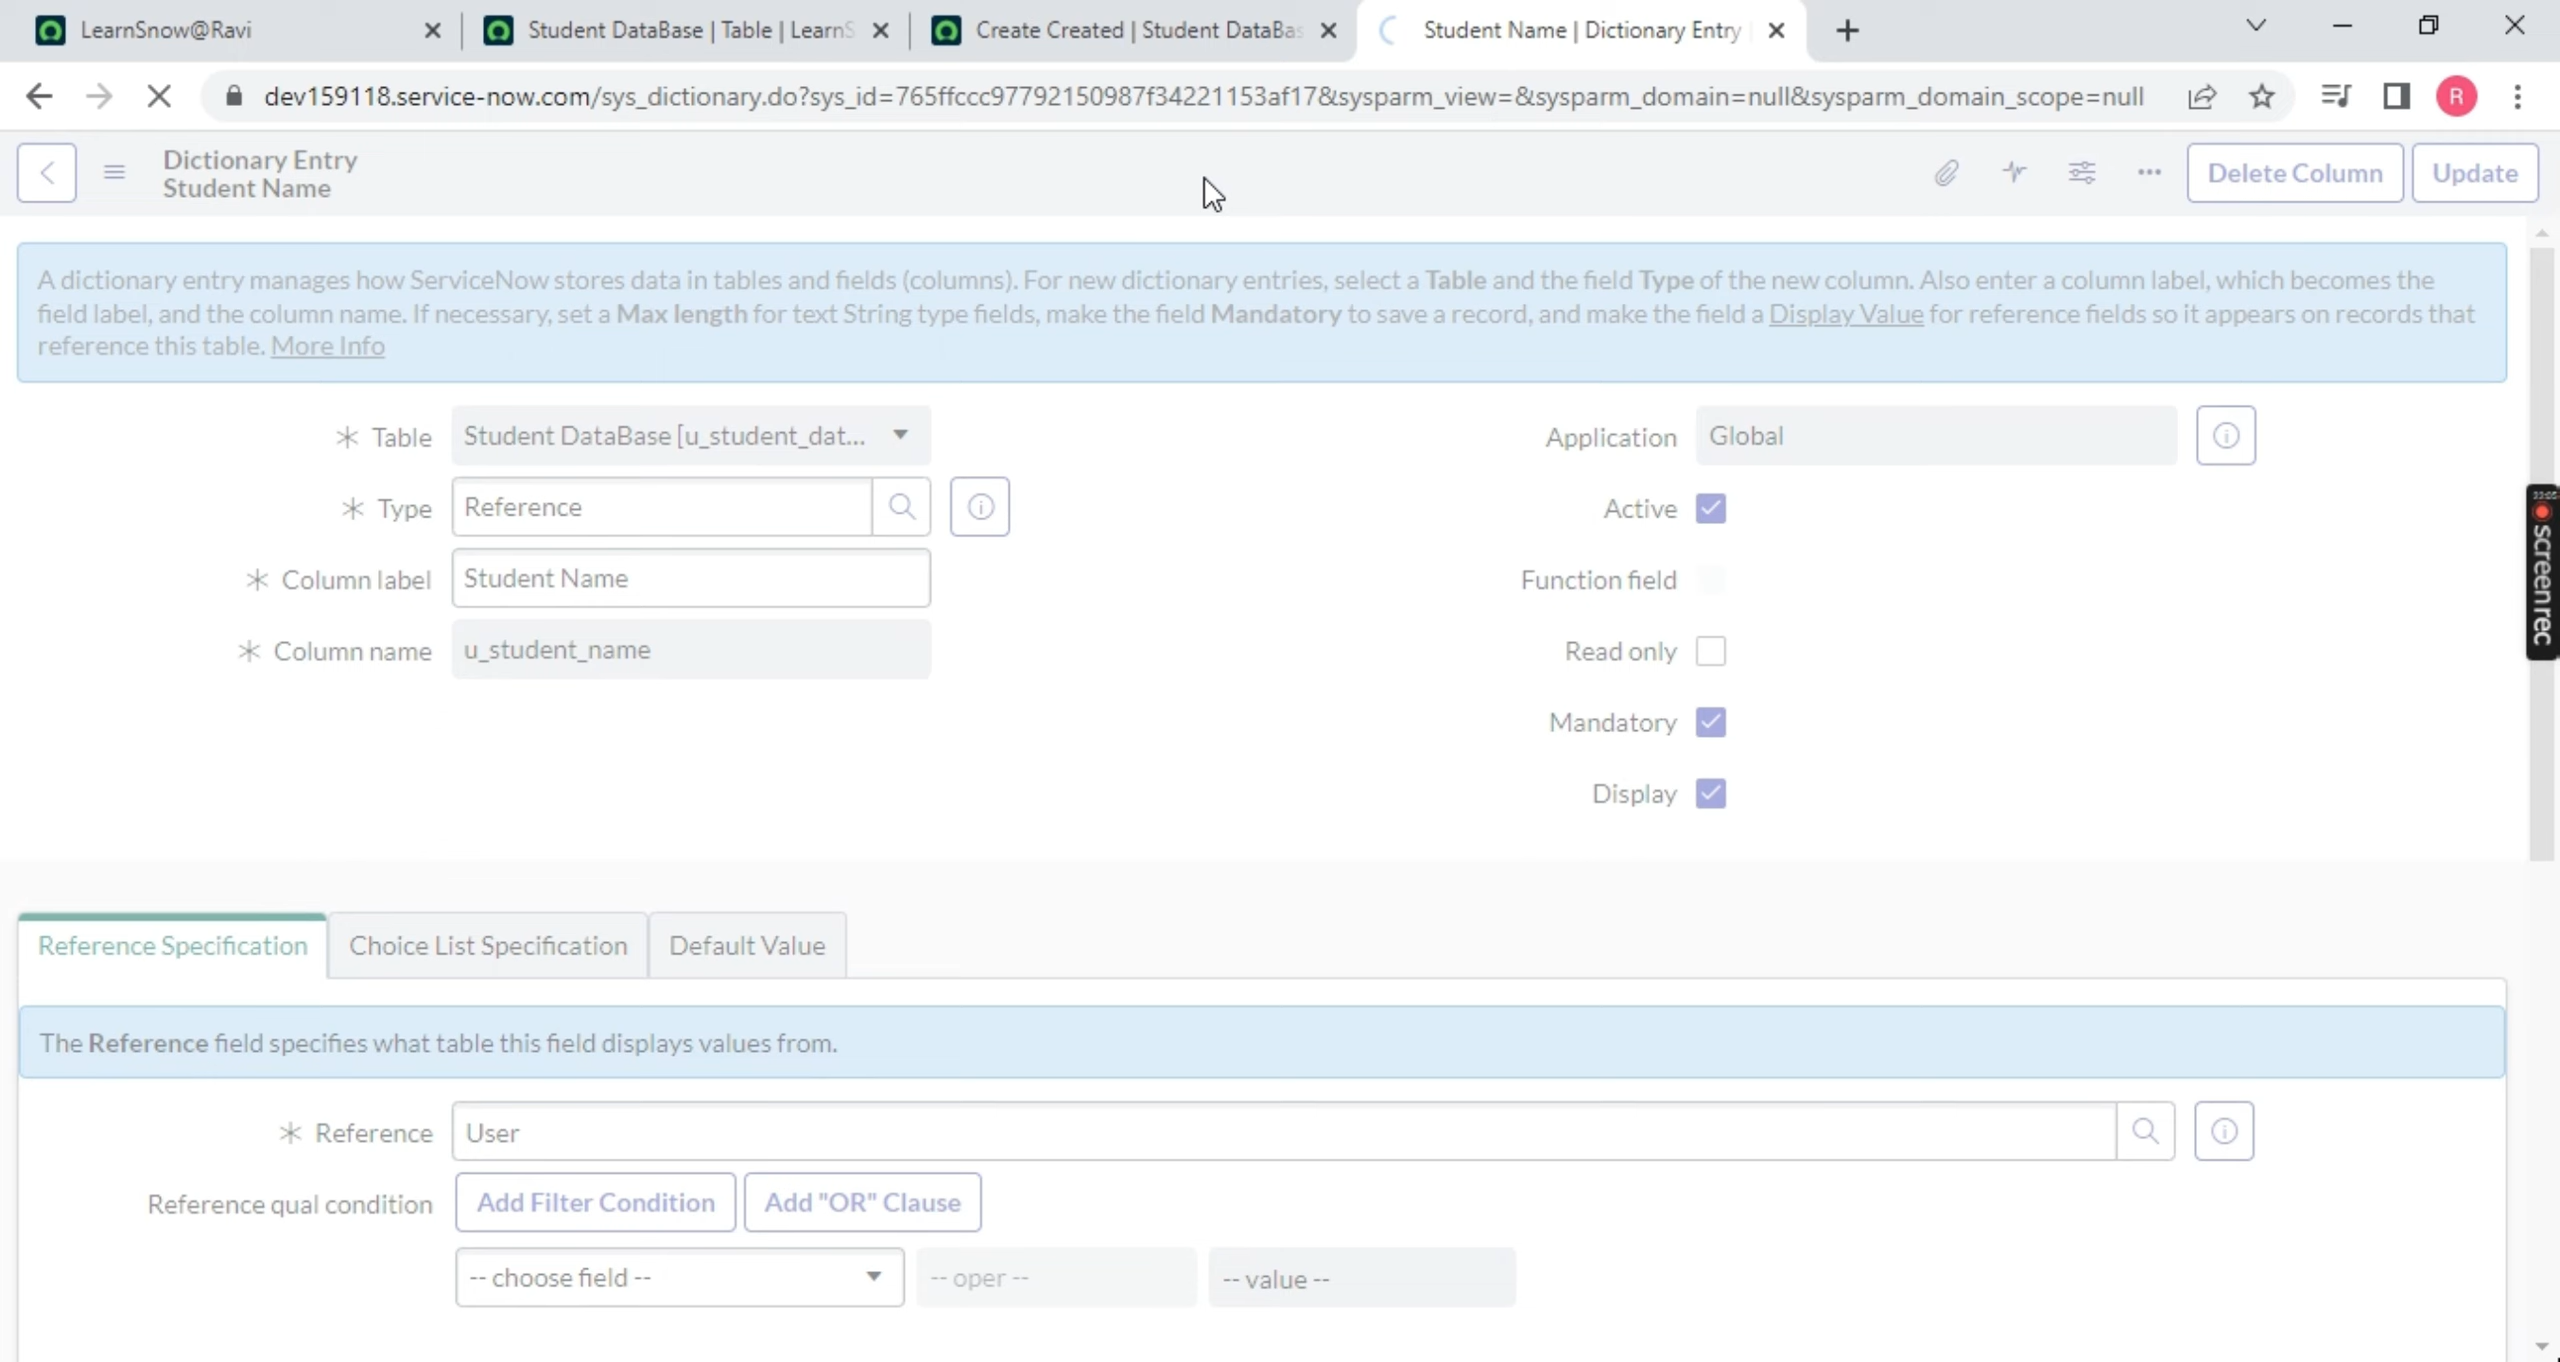 LearnSnow@Ravi
Student DataBase | Table | LearnS
Create Created | Student DataBas
Student Name | Dictionary Entry
dev159118.service-now.com/sys_dictionary.do?sys_id=765ffccc97792150987f34221153af17&sysparm_view=&sysparm_domain=null&sysparm_domain_scope=null
R
Dictionary Entry
Student Name
Delete Column
Update
A dictionary entry manages how ServiceNow stores data in tables and fields (columns). For new dictionary entries, select a Table and the field Type of the new column. Also enter a column label, which becomes the
field label, and the column name. If necessary, set a Max length for text String type fields, make the field Mandatory to save a record, and make the field a Display Value for reference fields so it appears on records that
reference this table. More Info
Table Student DataBase [u_student_dat...
Application Global
Type Reference
Active
Column label Student Name
Function field
Column name u_student_name
Read only
Mandatory
Display
screenrec
Reference Specification
Choice List Specification
Default Value
The Reference field specifies what table this field displays values from.
Reference User
Reference qual condition Add Filter Condition Add "OR" Clause
-- choose field -- -- oper -- -- value --